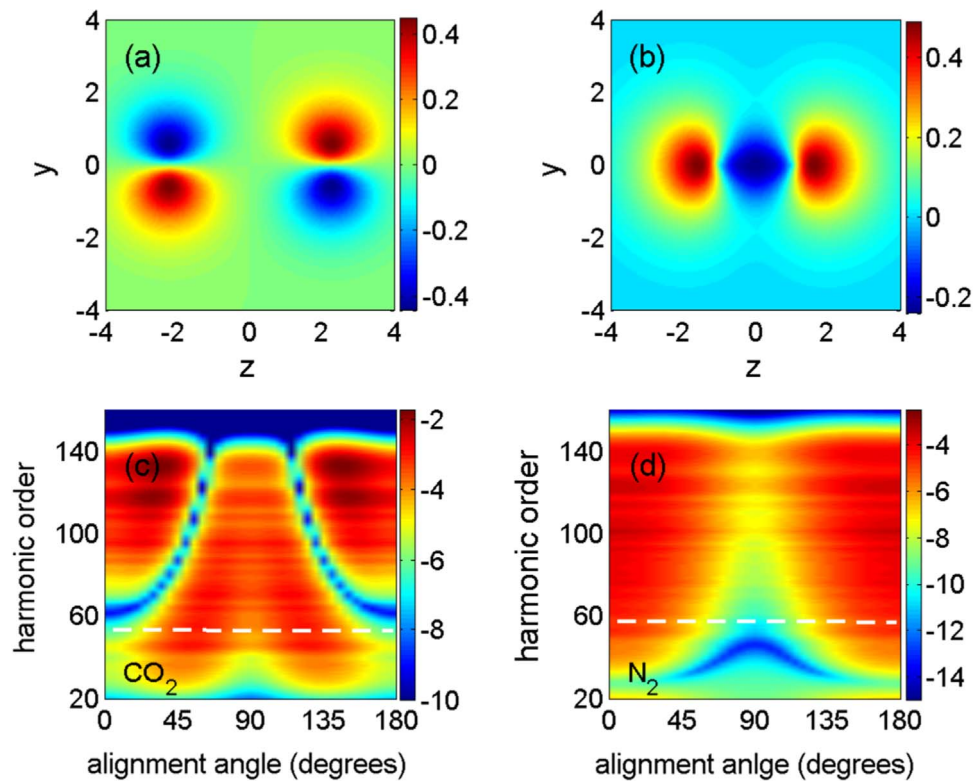 (a)
y
4
2
0
-2
-4
-4 -2 0 2 4
z
0.4
0.2
0
-0.2
-0.4
(b)
y
4
2
0
-2
-4
-4 -2 0 2 4
z
0.4
0.2
0
-0.2
(c)
harmonic order
140
100
60
20
CO2
0 45 90 135 180
alignment angle (degrees)
-2
-4
-6
-8
-10
(d)
harmonic order
140
100
60
20
N2
0 45 90 135 180
alignment anlge (degrees)
-4
-6
-8
-10
-12
-14